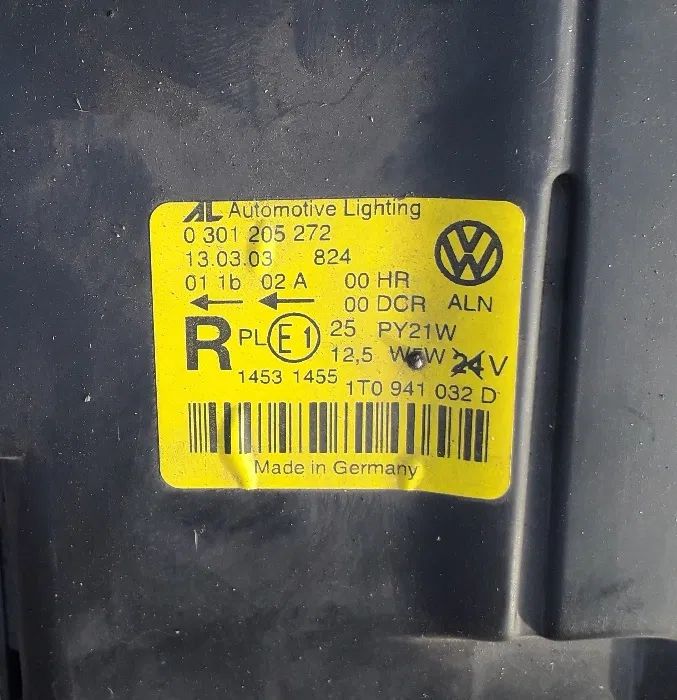 AL Automotive Lighting
0 301 205 272
13.03.03 824
01 1b 02 A 00 HR
00 DCR ALN
R PL E1 25 PY21W
12,5 W5W 24V
1453 1455 1T0 941 032 D
Made in Germany